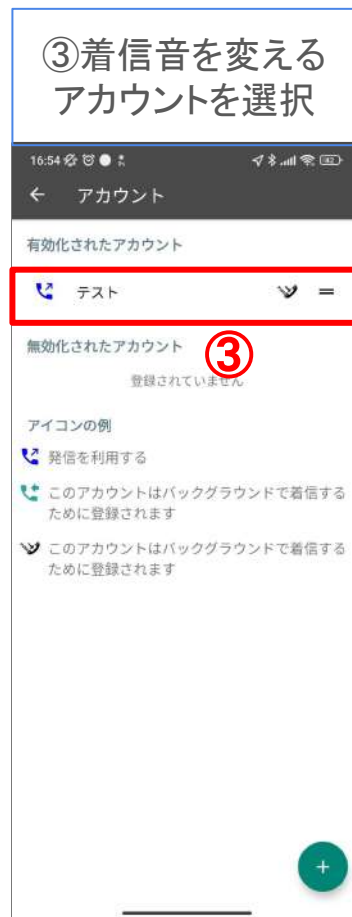 ③着信音を変える
アカウントを選択
16:54
82
アカウント
有効化されたアカウント
テスト
③
無効化されたアカウント
登録されていません
アイコンの例
発信を利用する
このアカウントはバックグラウンドで着信する
ために登録されます
このアカウントはバックグラウンドで着信する
ために登録されます